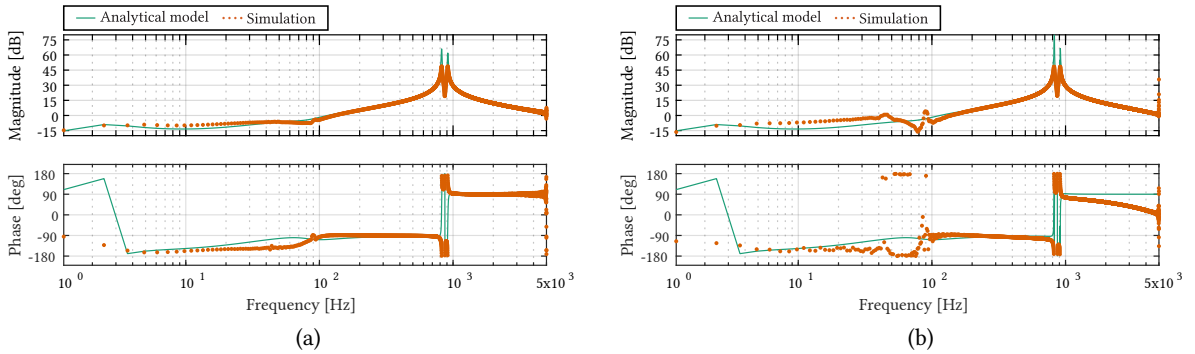 Analytical model Simulation
Magnitude [dB]
75
60
45
30
15
0
-15
Phase [deg]
180
90
0
-90
-180
10 0 10 1 10 2 10 3 5x10 3
Frequency [Hz]
(a)
Analytical model Simulation
Magnitude [dB]
75
60
45
30
15
0
-15
Phase [deg]
180
90
0
-90
-180
10 0 10 1 10 2 10 3 5x10 3
Frequency [Hz]
(b)